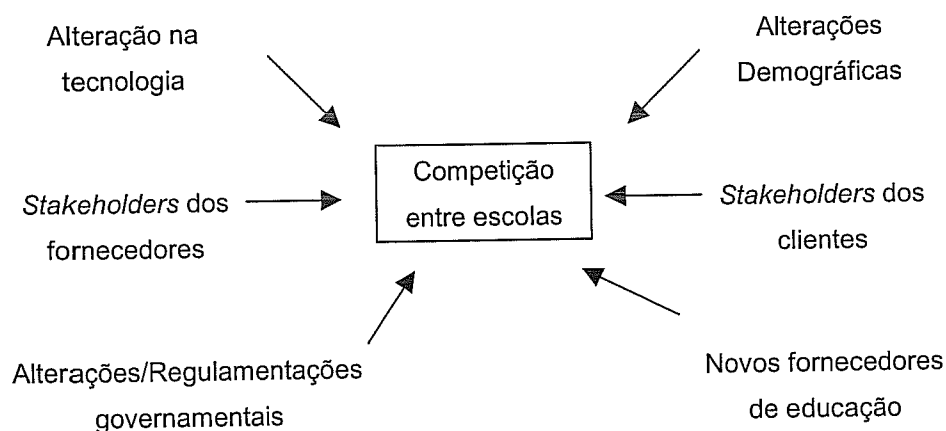 Alteração na
tecnologia
Alterações
Demográficas
Competição
entre escolas
Stakeholders dos
fornecedores
Stakeholders dos
clientes
Alterações/Regulamentações
governamentais
Novos fornecedores
de educação